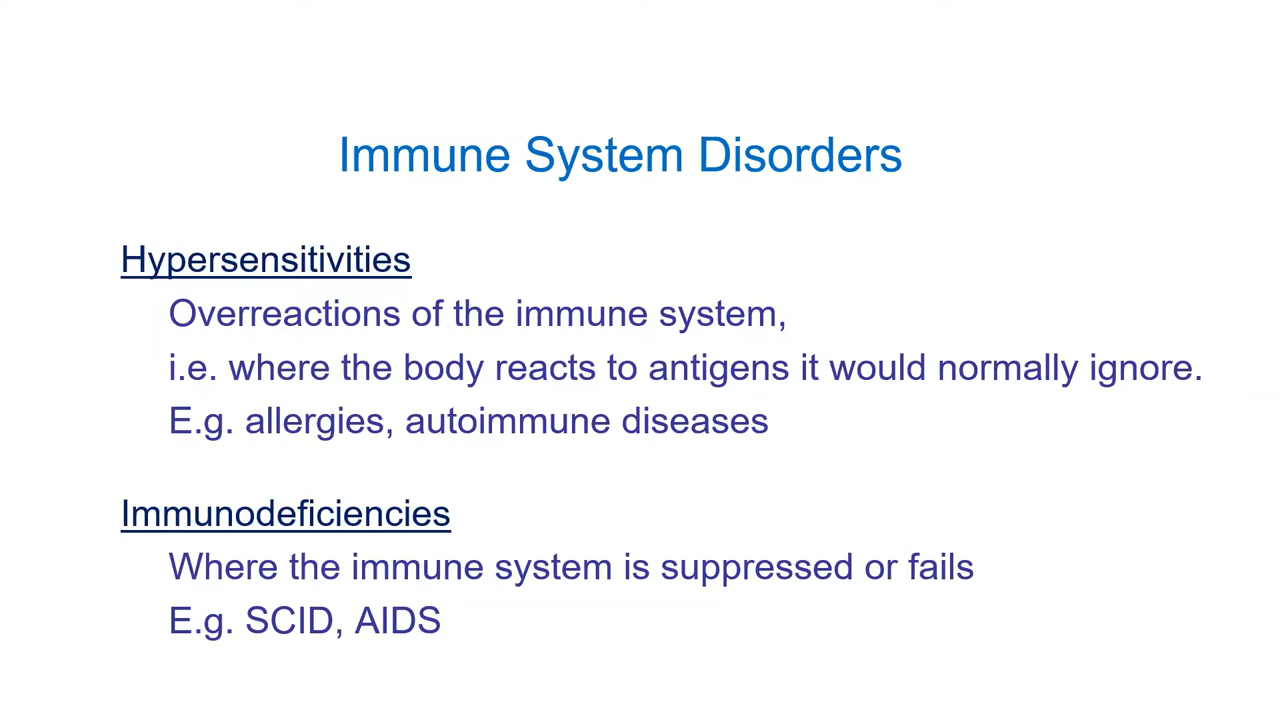 Immune System Disorders
Hypersensitivities
Overreactions of the immune system,
i.e. where the body reacts to antigens it would normally ignore.
E.g. allergies, autoimmune diseases
Immunodeficiencies
Where the immune system is suppressed or fails
E.g. SCID, AIDS